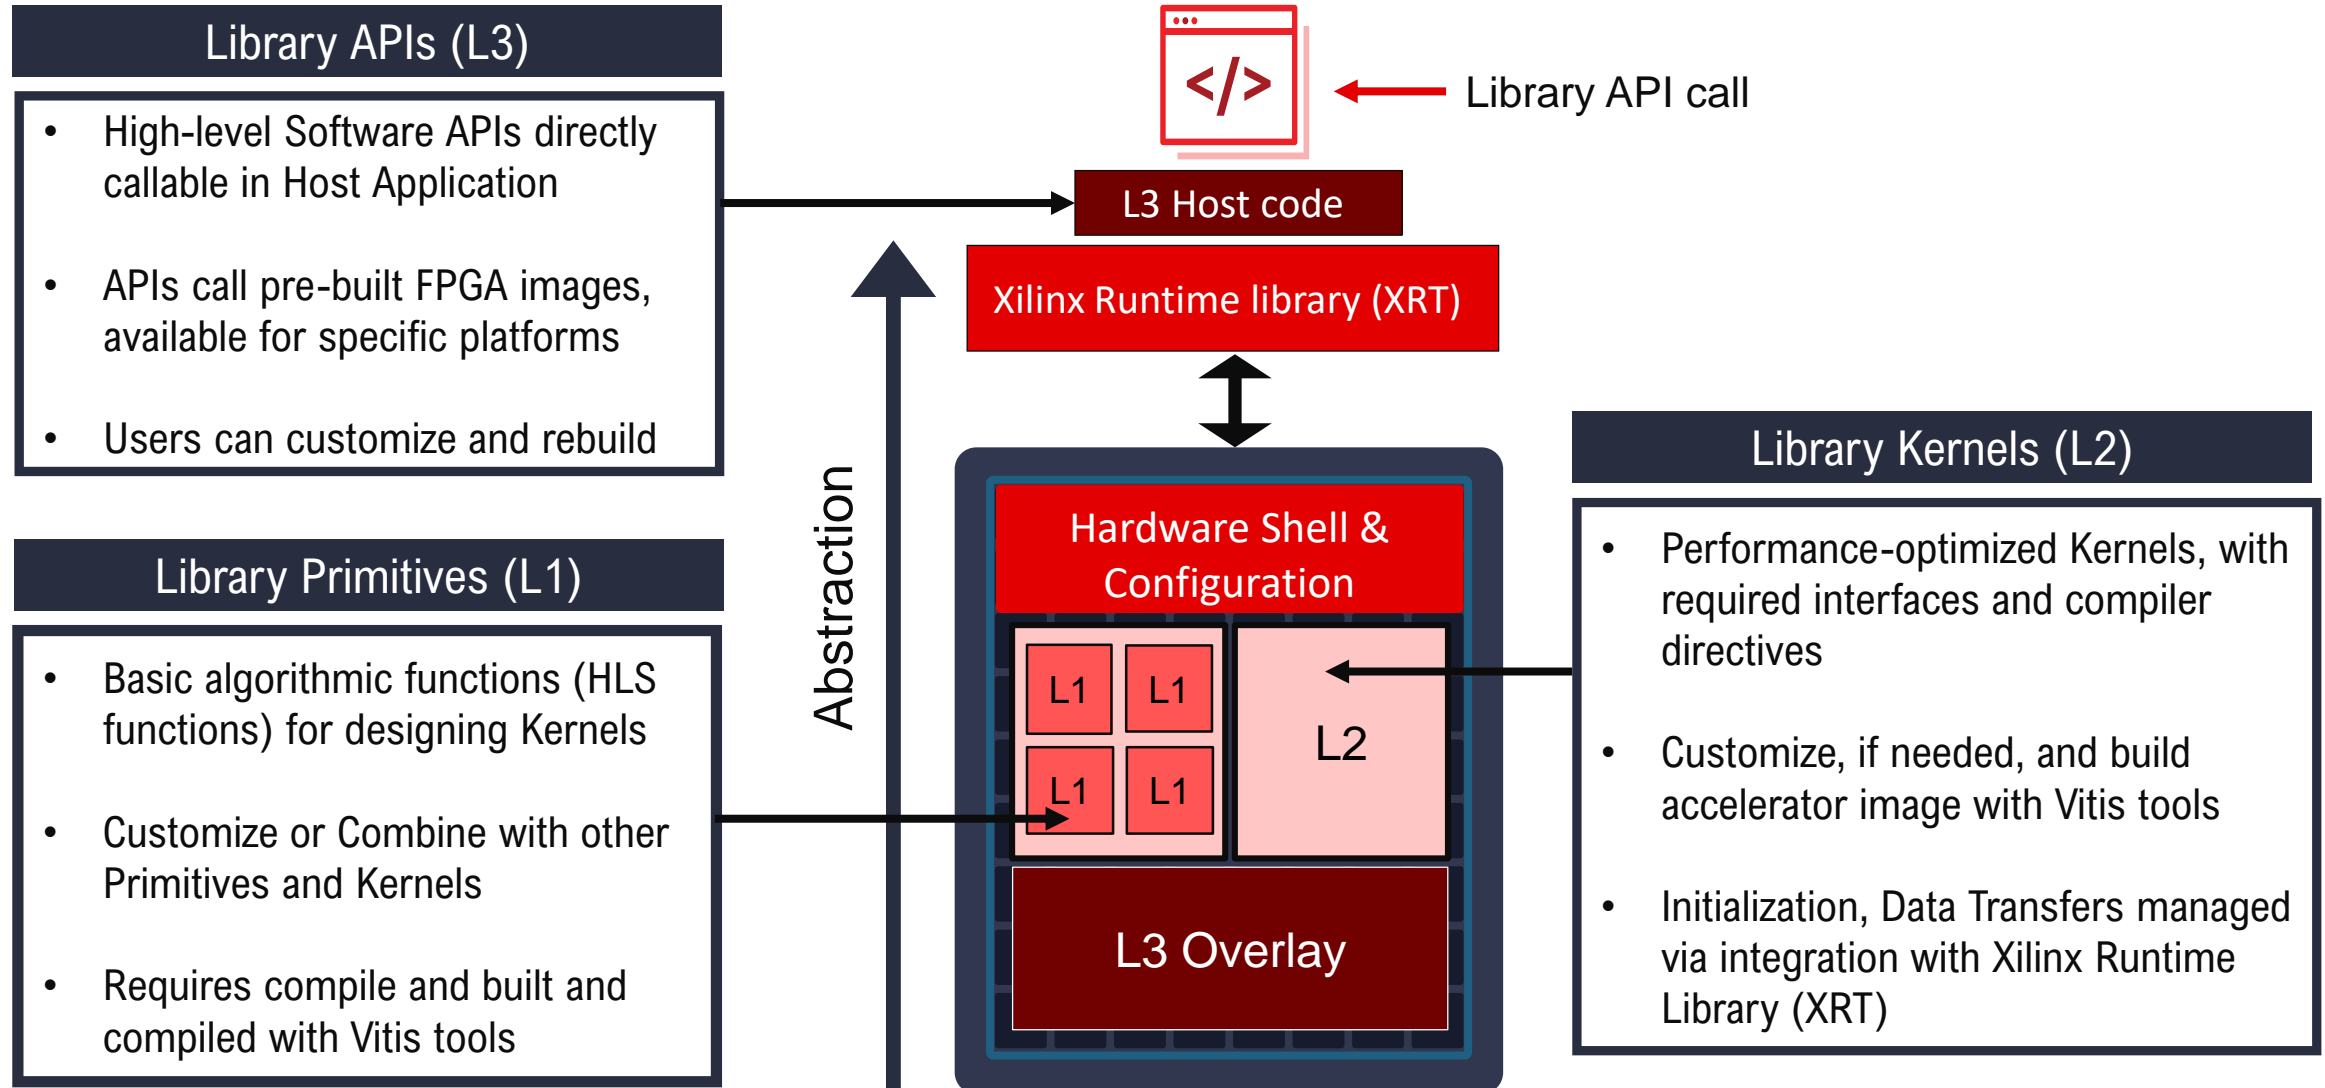 Library APIs (L3)
• High-level Software APIs directly
callable in Host Application
• APIs call pre-built FPGA images,
available for specific platforms
• Users can customize and rebuild
Library Primitives (L1)
• Basic algorithmic functions (HLS
functions) for designing Kernels
• Customize or Combine with other
Primitives and Kernels
• Requires compile and built and
compiled with Vitis tools
Abstraction
</>
Library API call
L3 Host code
Xilinx Runtime library (XRT)
Hardware Shell &
Configuration
L1 L1
L1 L1
L2
L3 Overlay
Library Kernels (L2)
• Performance-optimized Kernels, with
required interfaces and compiler
directives
• Customize, if needed, and build
accelerator image with Vitis tools
• Initialization, Data Transfers managed
via integration with Xilinx Runtime
Library (XRT)